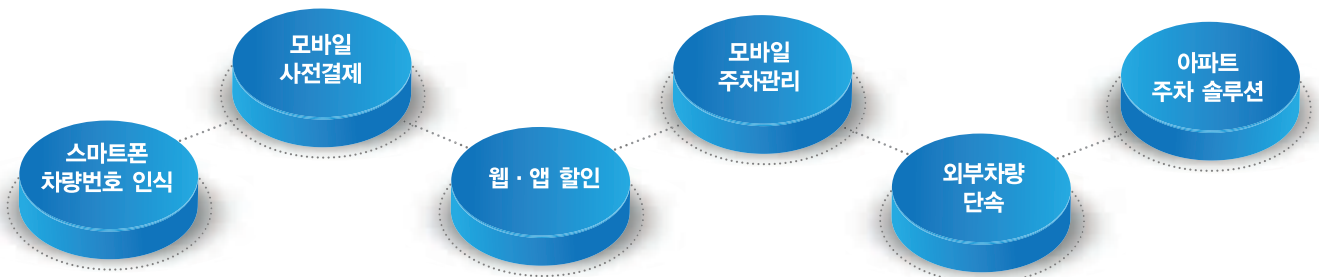 스마트폰
차량번호 인식
모바일
사전결제
웹 · 앱 할인
모바일
주차관리
외부차량
단속
아파트
주차 솔루션